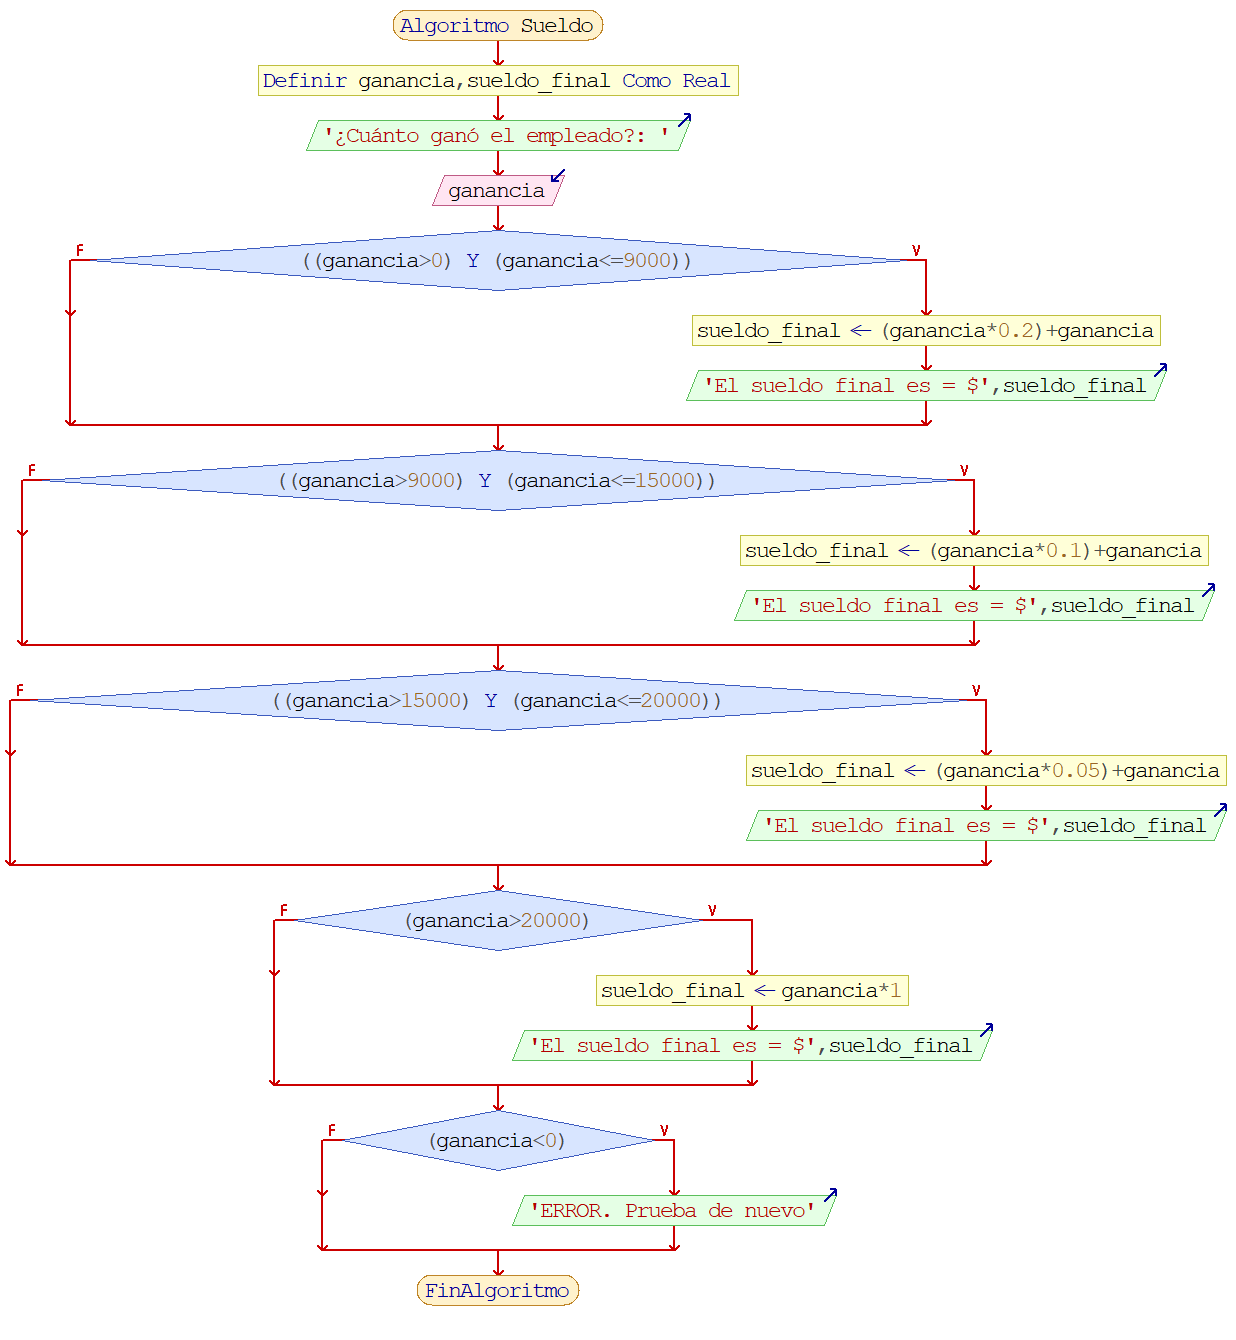 Algoritmo Sueldo
Definir ganancia,sueldo_final Como Real
'¿Cuánto ganó el empleado?: '
ganancia
F
V
((ganancia>0) Y (ganancia<=9000))
sueldo_final ← (ganancia*0.2)+ganancia
'El sueldo final es = $',sueldo_final
F
V
((ganancia>9000) Y (ganancia<=15000))
sueldo_final ← (ganancia*0.1)+ganancia
'El sueldo final es = $',sueldo_final
F
V
((ganancia>15000) Y (ganancia<=20000))
sueldo_final ← (ganancia*0.05)+ganancia
'El sueldo final es = $',sueldo_final
F
V
(ganancia>20000)
sueldo_final ← ganancia*1
'El sueldo final es = $',sueldo_final
F
V
(ganancia<0)
'ERROR. Prueba de nuevo'
FinAlgoritmo